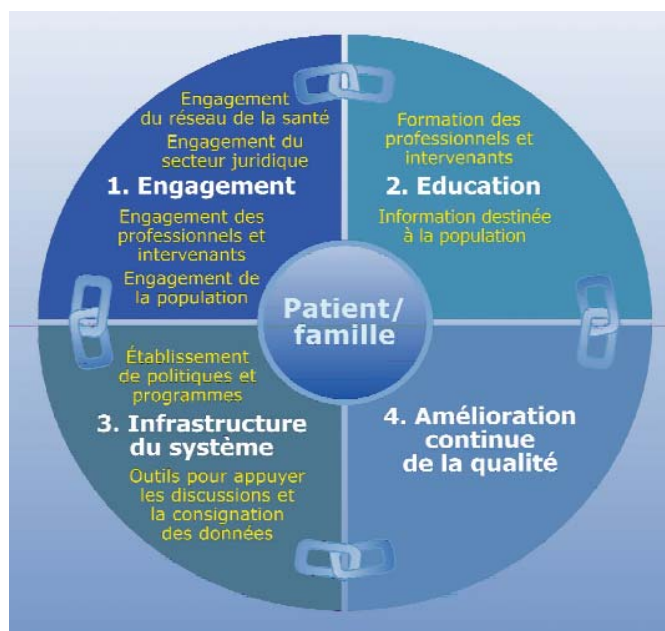 Engagement
du réseau de la santé
Engagement du
secteur juridique
1. Engagement
Engagement des
professionnels et
intervenants
Engagement de
la population
Formation des
professionnels et
intervenants
2. Education
Information destinée
à la population
Patient/
famille
Établissement
de politiques et
programmes
3. Infrastructure
du système
Outils pour appuyer
les discussions et
la consignation
des données
4. Amélioration
continue
de la qualité